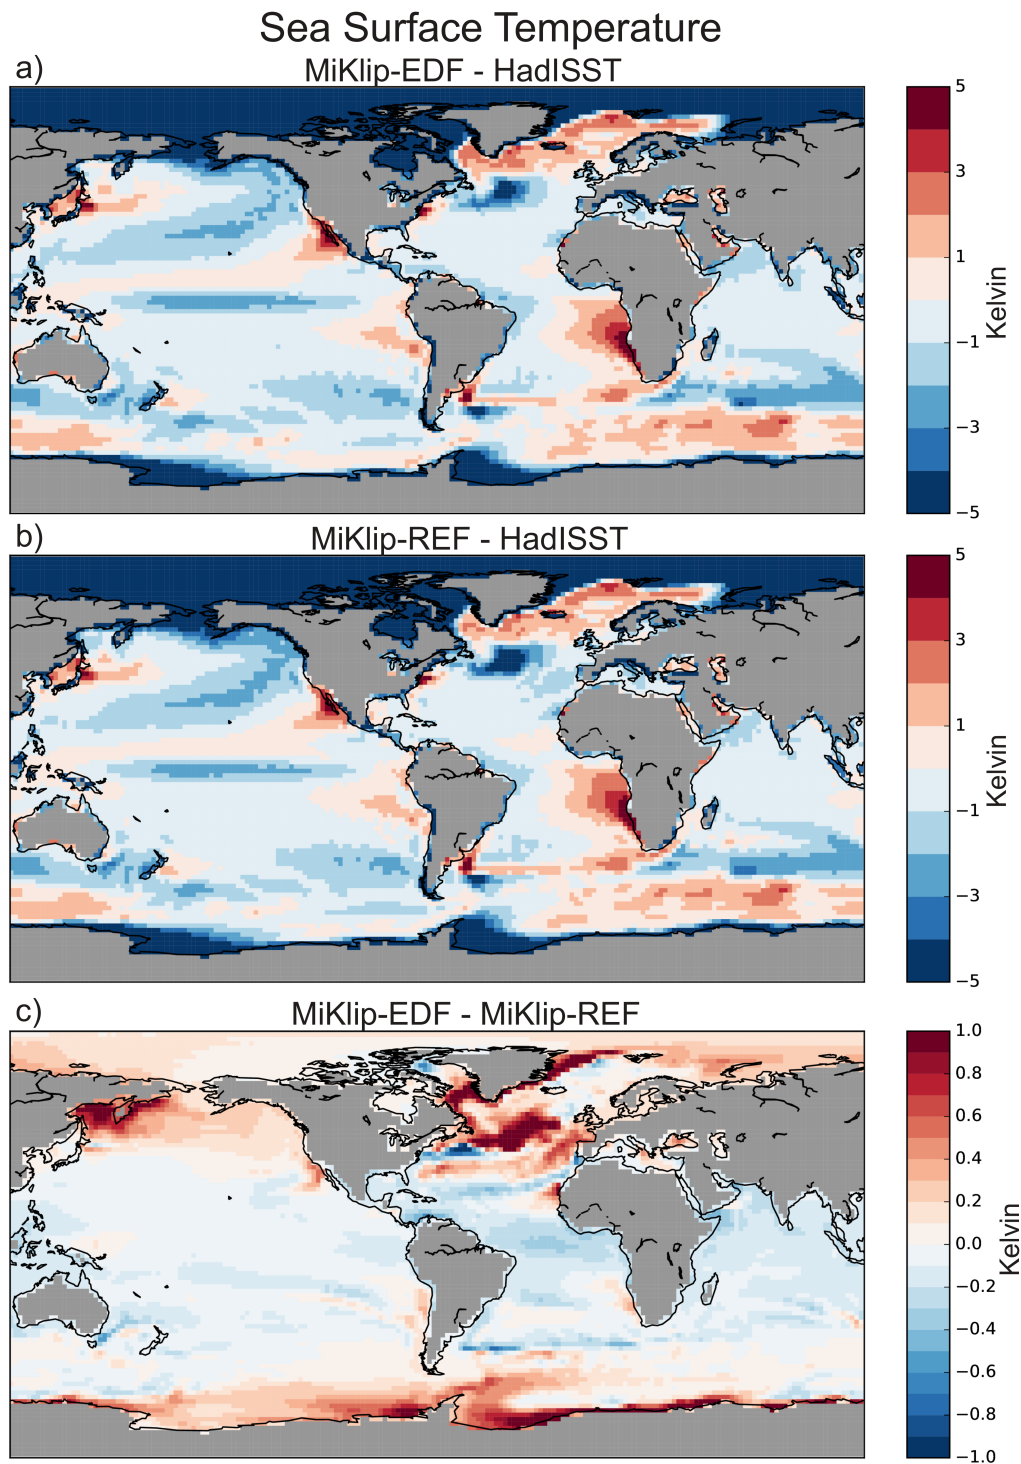 Sea Surface Temperature
a)
MiKlip-EDF - HadISST
5
3
1
−1
−3
−5
Kelvin
b)
MiKlip-REF - HadISST
5
3
1
−1
−3
−5
Kelvin
c)
MiKlip-EDF - MiKlip-REF
1.0
0.8
0.6
0.4
0.2
0.0
−0.2
−0.4
−0.6
−0.8
−1.0
Kelvin